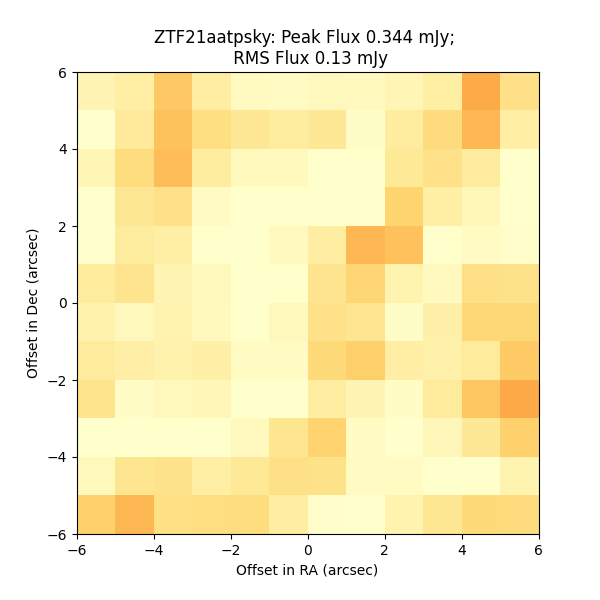 ZTF21aatpsky: Peak Flux 0.344 mJy;
RMS Flux 0.13 mJy
6
4
2
0
−2
−4
−6
Offset in Dec (arcsec)
−6 −4 −2 0 2 4 6
Offset in RA (arcsec)